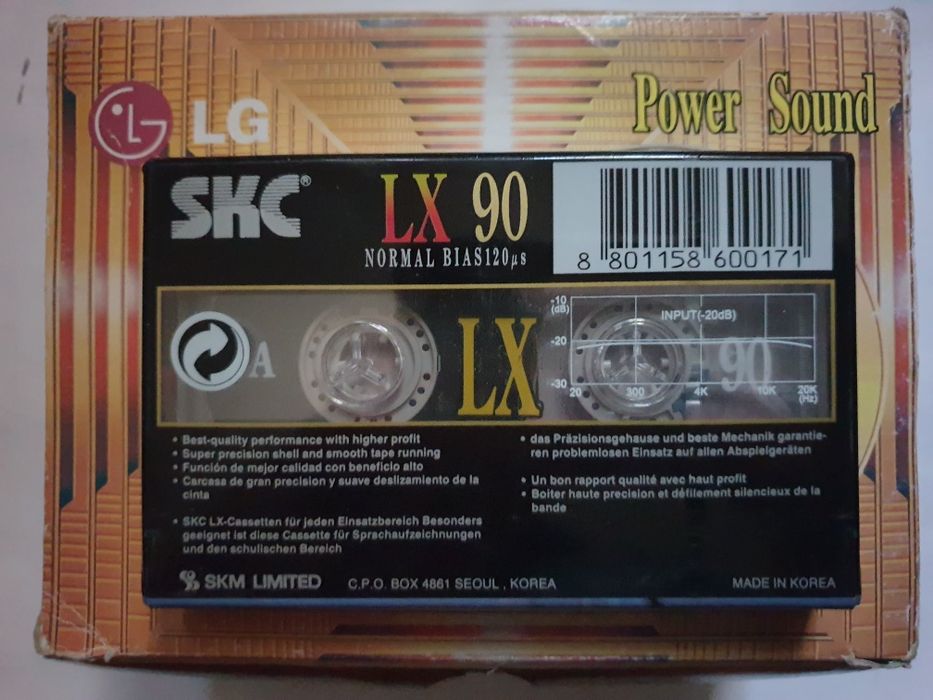 LG
Power Sound
SKC®
LX 90
NORMAL BIAS 120µs
8 801158 600171
A
LX
90
-10
(dB)
-20
-30
INPUT(-20dB)
20 300 4K 10K 20K
(Hz)
• Best-quality performance with higher profit
• Super precision shell and smooth tape running
• Función de mejor calidad con beneficio alto
• Carcasa de gran precision y suave deslizamiento de la
cinta
• SKC LX-Cassetten für jeden Einsatzbereich Besonders
geeignet ist diese Cassette für Sprachaufzeichnungen
und den schulischen Bereich
• das Präzisionsgehause und beste Mechanik garantie-
ren problemlosen Einsatz auf allen Abspielgeräten
• Un bon rapport qualité avec haut profit
• Boiter haute precision et défilement silencieux de la
bande
SKM LIMITED
C.P.O. BOX 4861 SEOUL , KOREA
MADE IN KOREA